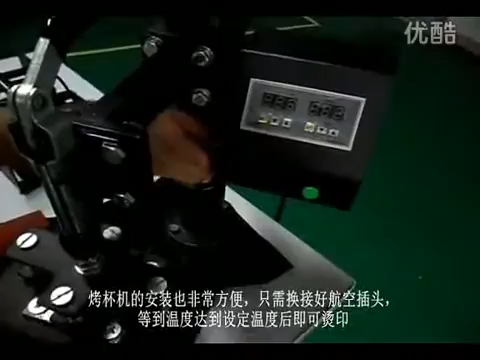 优酷
烤杯机的安装也非常方便，只需换接好航空插头，
等到温度达到设定温度后即可烫印